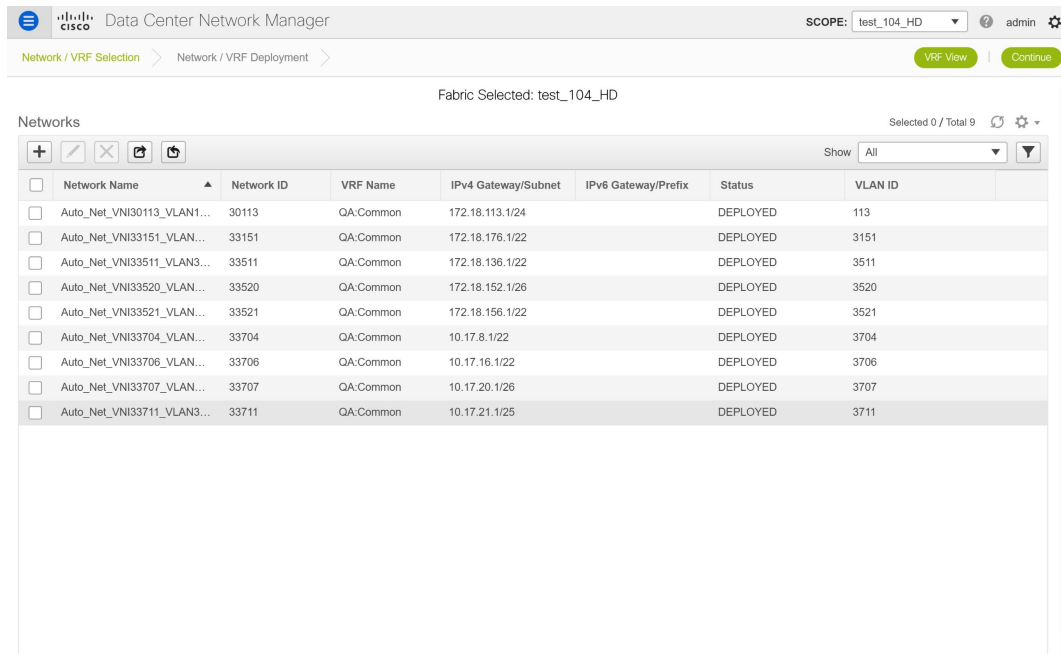 cisco Data Center Network Manager SCOPE: test_104_HD admin
Network / VRF Selection Network / VRF Deployment VRF View Continue
Fabric Selected: test_104_HD
Networks Selected 0 / Total 9
Show All
Network Name Network ID VRF Name IPv4 Gateway/Subnet IPv6 Gateway/Prefix Status VLAN ID
Auto_Net_VNI30113_VLAN1... 30113 QA:Common 172.18.113.1/24 DEPLOYED 113
Auto_Net_VNI33151_VLAN... 33151 QA:Common 172.18.176.1/22 DEPLOYED 3151
Auto_Net_VNI33511_VLAN3... 33511 QA:Common 172.18.136.1/22 DEPLOYED 3511
Auto_Net_VNI33520_VLAN... 33520 QA:Common 172.18.152.1/26 DEPLOYED 3520
Auto_Net_VNI33521_VLAN... 33521 QA:Common 172.18.156.1/22 DEPLOYED 3521
Auto_Net_VNI33704_VLAN... 33704 QA:Common 10.17.8.1/22 DEPLOYED 3704
Auto_Net_VNI33706_VLAN... 33706 QA:Common 10.17.16.1/22 DEPLOYED 3706
Auto_Net_VNI33707_VLAN... 33707 QA:Common 10.17.20.1/26 DEPLOYED 3707
Auto_Net_VNI33711_VLAN3... 33711 QA:Common 10.17.21.1/25 DEPLOYED 3711